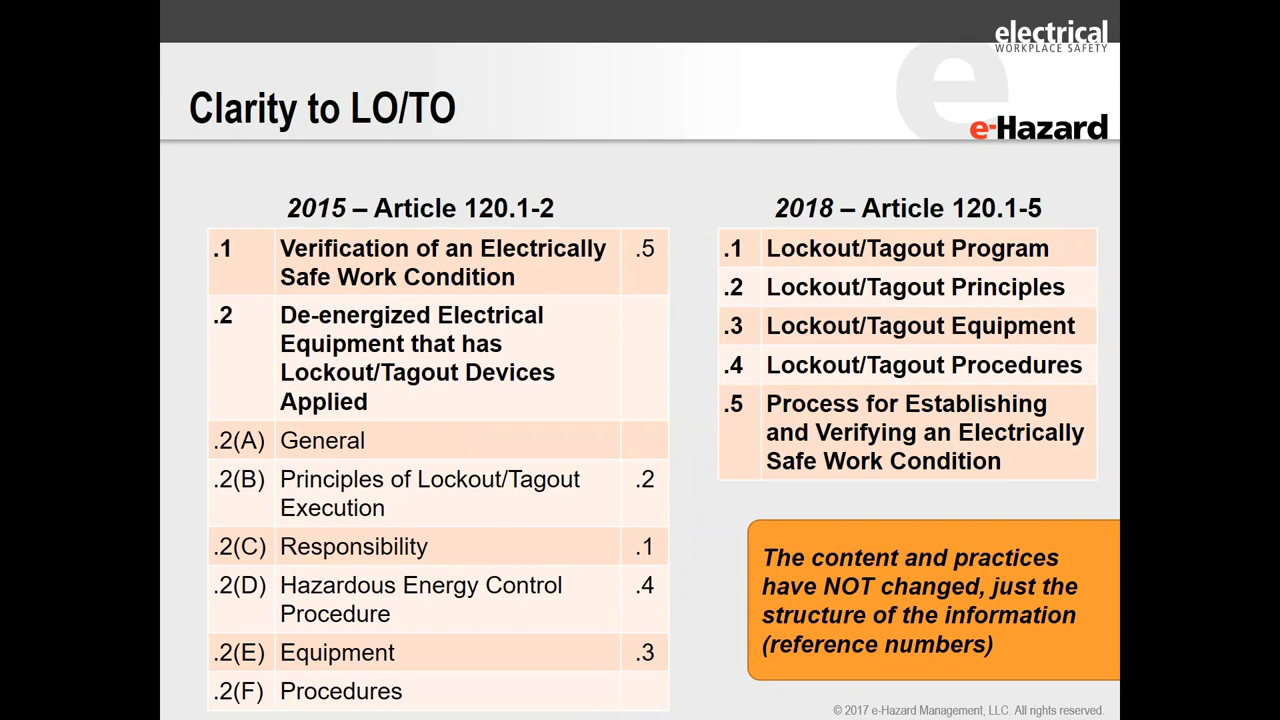 electrical
WORKPLACE SAFETY
e
e-Hazard
Clarity to LO/TO
2015 – Article 120.1-2
.1 Verification of an Electrically .5
Safe Work Condition
.2 De-energized Electrical
Equipment that has
Lockout/Tagout Devices
Applied
.2(A) General
.2(B) Principles of Lockout/Tagout .2
Execution
.2(C) Responsibility .1
.2(D) Hazardous Energy Control .4
Procedure
.2(E) Equipment .3
.2(F) Procedures
2018 – Article 120.1-5
.1 Lockout/Tagout Program
.2 Lockout/Tagout Principles
.3 Lockout/Tagout Equipment
.4 Lockout/Tagout Procedures
.5 Process for Establishing
and Verifying an Electrically
Safe Work Condition
The content and practices
have NOT changed, just the
structure of the information
(reference numbers)
© 2017 e-Hazard Management, LLC. All rights reserved.